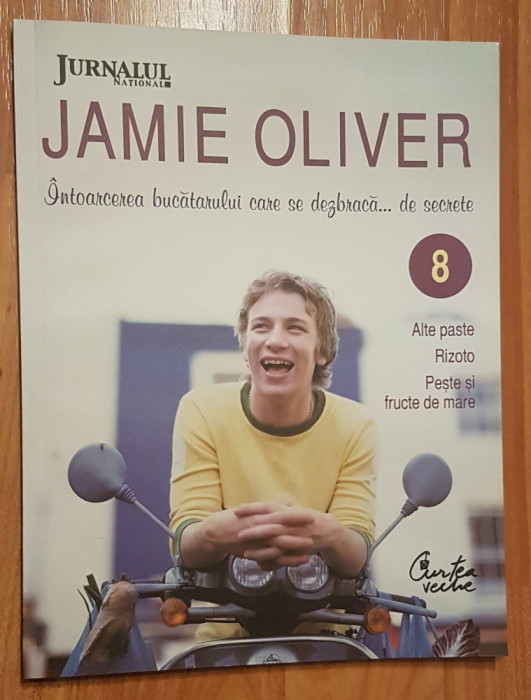 JURNALUL
NAȚIONAL
JAMIE OLIVER
Întoarcerea bucătarului care se dezbracă... de secrete
8
Alte paste
Rizoto
Pește și
fructe de mare
Curtea
veche